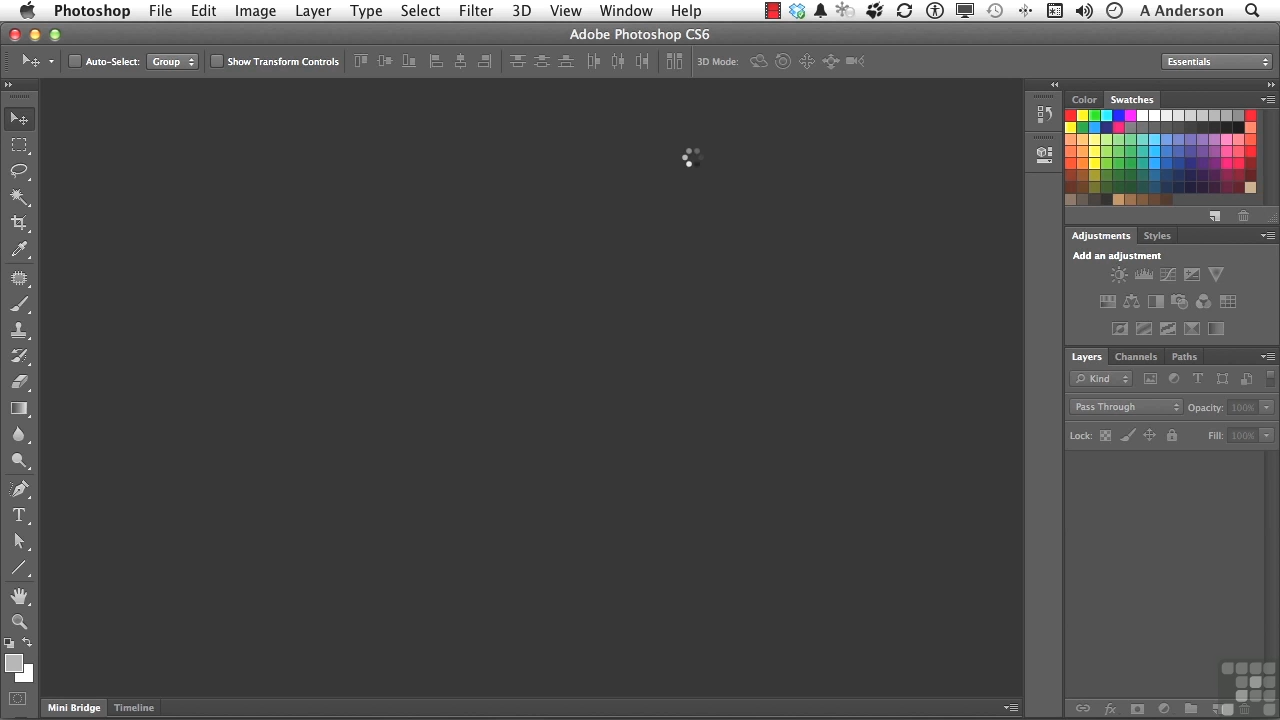 Photoshop File Edit Image Layer Type Select Filter 3D View Window Help A Anderson
Adobe Photoshop CS6
Auto-Select: Group Show Transform Controls 3D Mode: Essentials
Color Swatches
Adjustments Styles
Add an adjustment
Layers Channels Paths
Kind T
Pass Through Opacity: 100%
Lock: Fill: 100%
T
fx
Mini Bridge Timeline